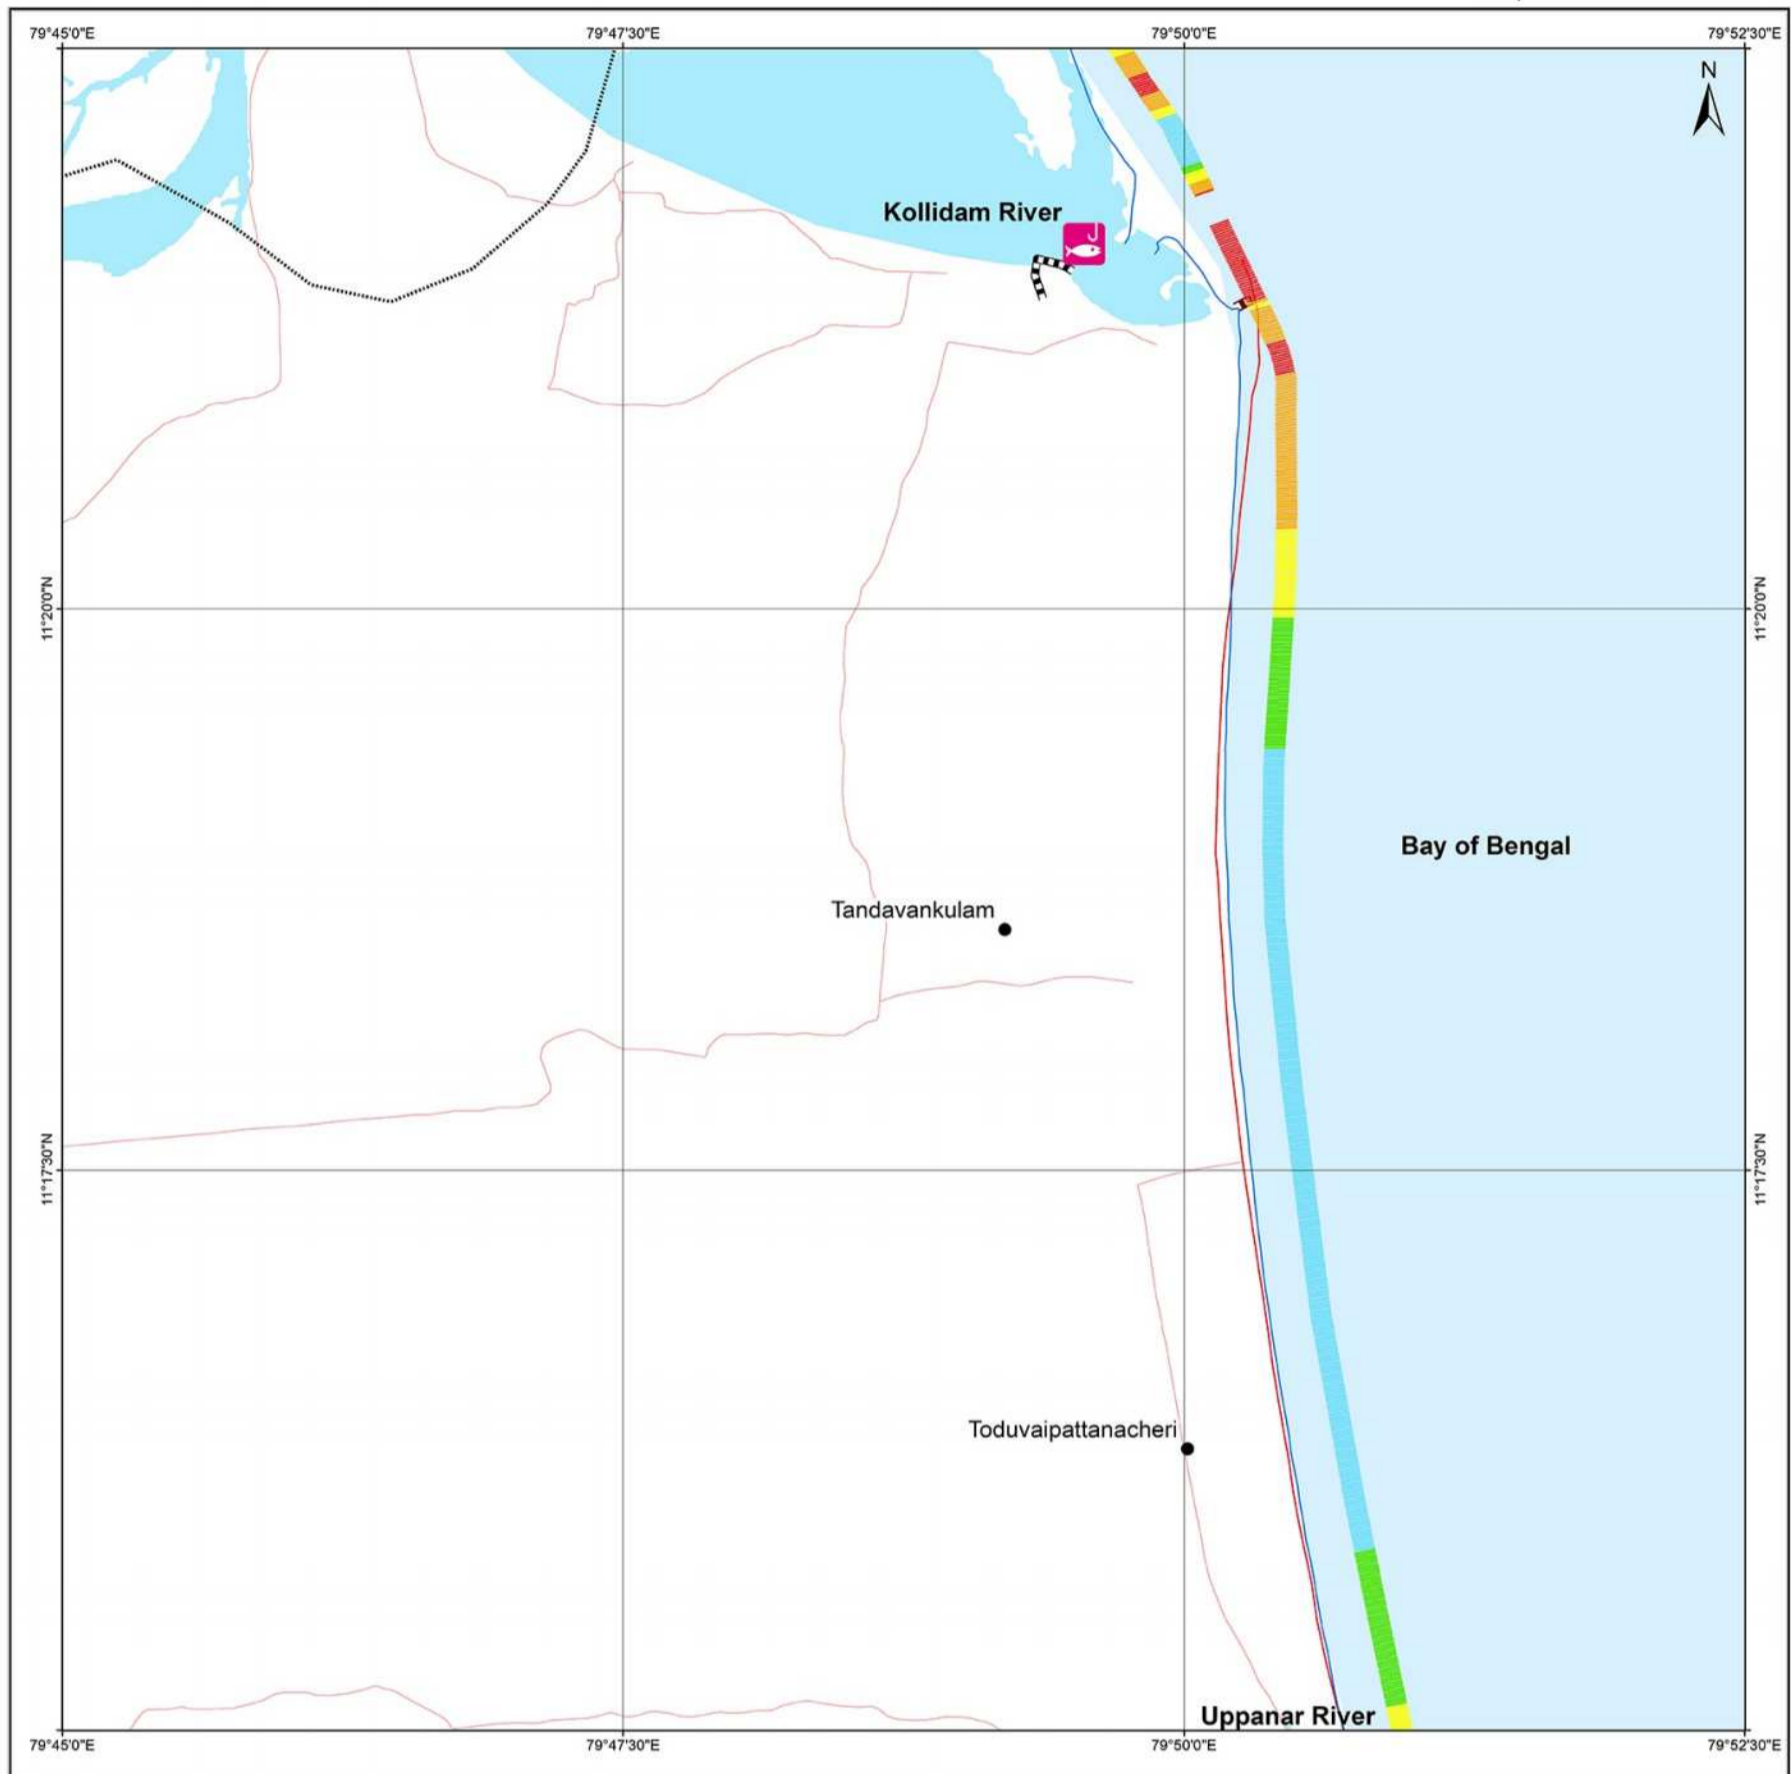 79°45'0"E
79°47'30"E
79°50'0"E
79°52'30"E
N
Kollidam River
11°20'0"N
11°20'0"N
Bay of Bengal
Tandavankulam
11°17'30"N
11°17'30"N
Toduvaipattanacheri
Uppanar River
79°45'0"E
79°47'30"E
79°50'0"E
79°52'30"E